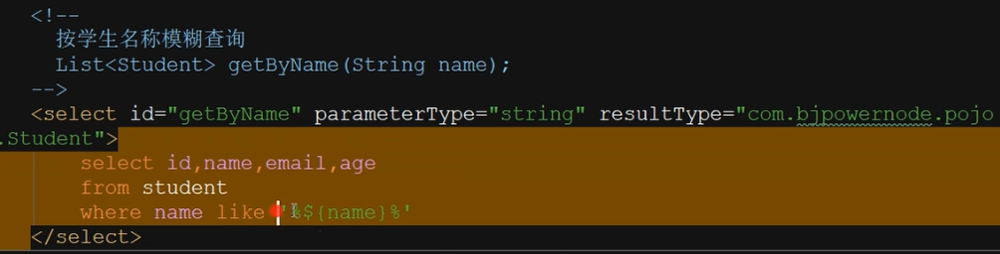 <!--
按学生名称模糊查询
List<Student> getByName(String name);
-->
<select id="getByName" parameterType="string" resultType="com.bjpowernode.pojo
.Student">
select id,name,email,age
from student
where name like '%${name}%'
</select>